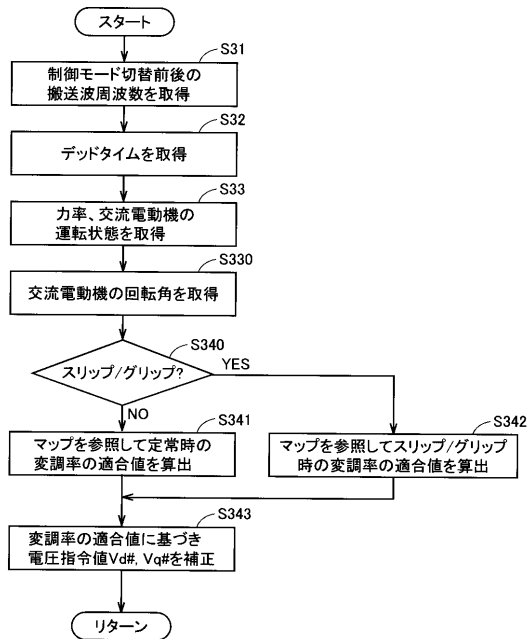 スタート
S31
制御モード切替前後の
搬送波周波数を取得
S32
デッドタイムを取得
S33
力率、交流電動機の
運転状態を取得
S330
交流電動機の回転角を取得
S340
スリップ/グリップ?
YES
NO
S341
マップを参照して定常時の
変調率の適合値を算出
S342
マップを参照してスリップ/グリップ
時の変調率の適合値を算出
S343
変調率の適合値に基づき
電圧指令値Vd#, Vq#を補正
リターン